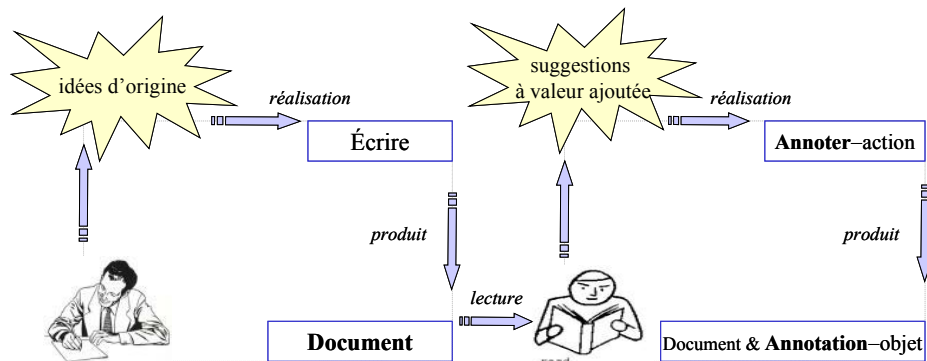 idées d'origine
réalisation
Écrire
produit
Document
lecture
suggestions
à valeur ajoutée
réalisation
Annoter–action
produit
Document & Annotation–objet